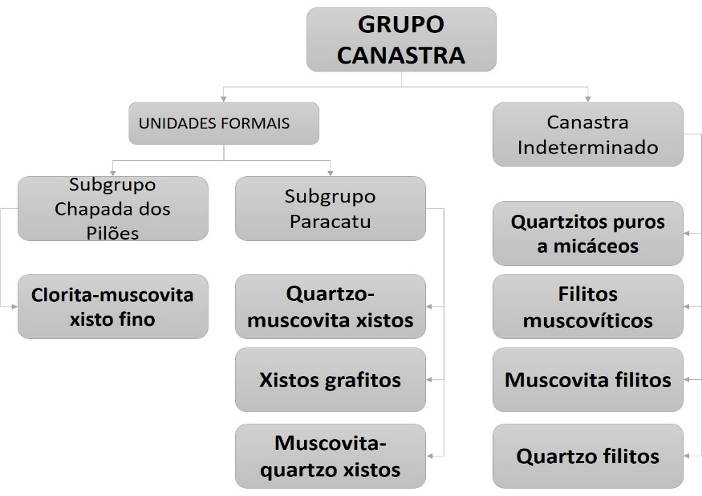 GRUPO
CANASTRA
UNIDADES FORMAIS
Canastra
Indeterminado
Subgrupo
Chapada dos
Pilões
Subgrupo
Paracatu
Quartzitos puros
a micáceos
Clorita-muscovita
xisto fino
Quartzo-
muscovita xistos
Filitos
muscovíticos
Xistos grafitos
Muscovita filitos
Muscovita-
quartzo xistos
Quartzo filitos